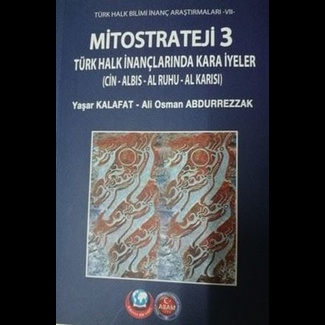 TÜRK HALK BİLİMİ İNANÇ ARAŞTIRMALARI -VII-
MİTOSTRATEJİ 3
TÜRK HALK İNANÇLARINDA KARA İYELER
(CİN - ALBIS - AL RUHU - AL KARISI)
Yaşar KALAFAT - Ali Osman ABDURREZZAK
ASAM